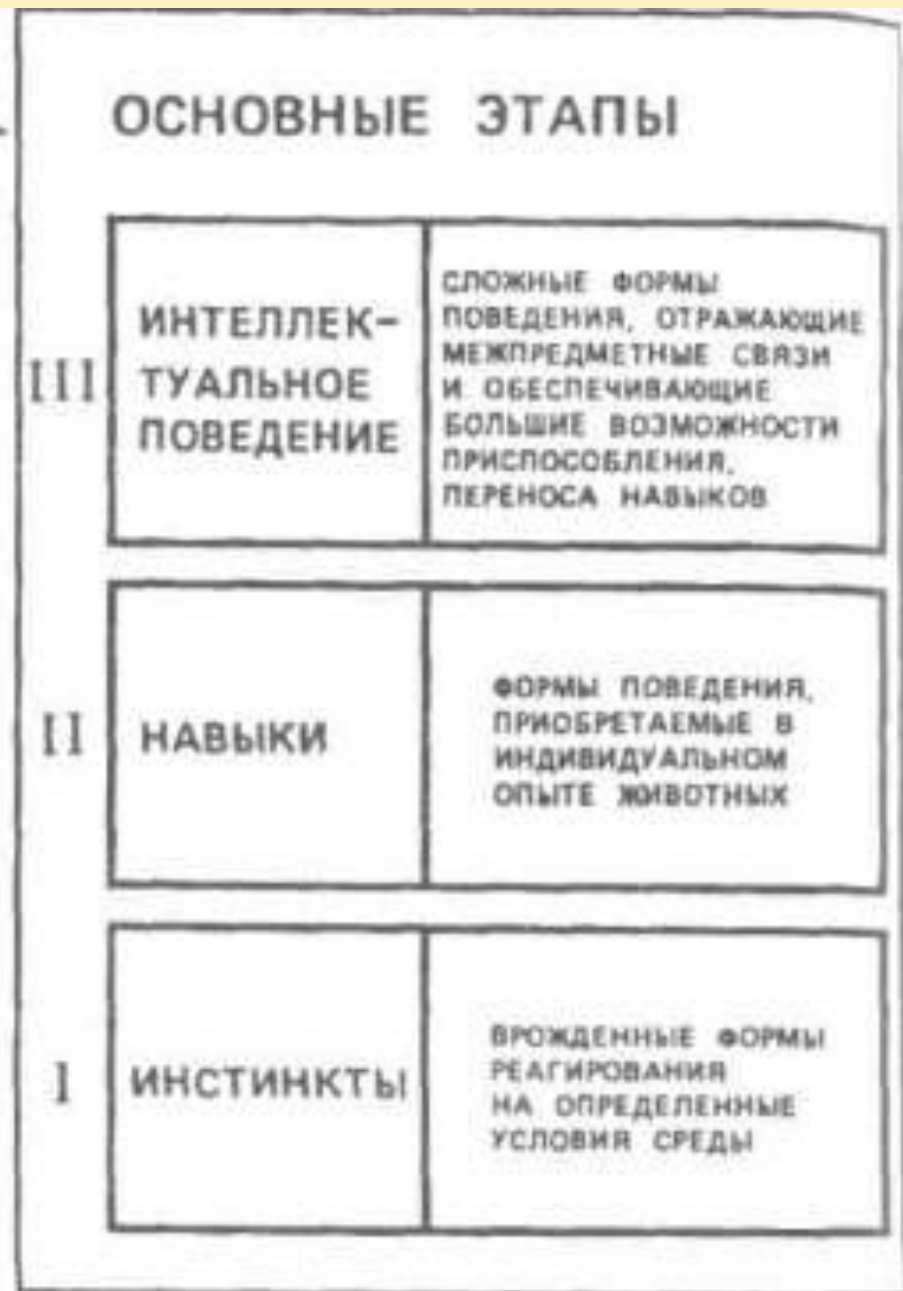 ОСНОВНЫЕ ЭТАПЫ
III
ИНТЕЛЛЕК-
ТУАЛЬНОЕ
ПОВЕДЕНИЕ
СЛОЖНЫЕ ФОРМЫ
ПОВЕДЕНИЯ, ОТРАЖАЮЩИЕ
МЕЖПРЕДМЕТНЫЕ СВЯЗИ
И ОБЕСПЕЧИВАЮЩИЕ
БОЛЬШИЕ ВОЗМОЖНОСТИ
ПРИСПОСОБЛЕНИЯ,
ПЕРЕНОСА НАВЫКОВ
II
НАВЫКИ
ФОРМЫ ПОВЕДЕНИЯ,
ПРИОБРЕТАЕМЫЕ В
ИНДИВИДУАЛЬНОМ
ОПЫТЕ ЖИВОТНЫХ
I
ИНСТИНКТЫ
ВРОЖДЕННЫЕ ФОРМЫ
РЕАГИРОВАНИЯ
НА ОПРЕДЕЛЕННЫЕ
УСЛОВИЯ СРЕДЫ